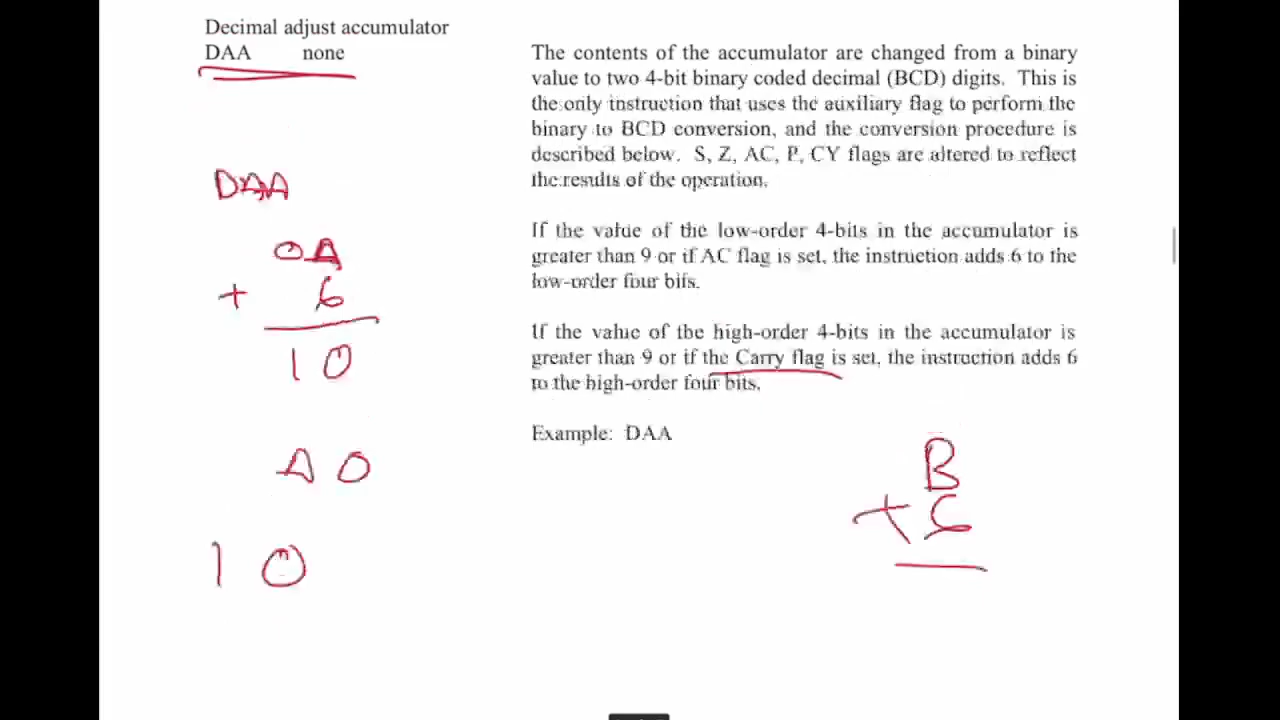 Decimal adjust accumulator
DAA none
The contents of the accumulator are changed from a binary
value to two 4-bit binary coded decimal (BCD) digits. This is
the only instruction that uses the auxiliary flag to perform the
binary to BCD conversion, and the conversion procedure is
described below. S, Z, AC, P, CY flags are altered to reflect
the results of the operation.
If the value of the low-order 4-bits in the accumulator is
greater than 9 or if AC flag is set, the instruction adds 6 to the
low-order four bits.
If the value of the high-order 4-bits in the accumulator is
greater than 9 or if the Carry flag is set, the instruction adds 6
to the high-order four bits.
Example: DAA
DAA
0A
+ 6
10
A0
10
B
+ C